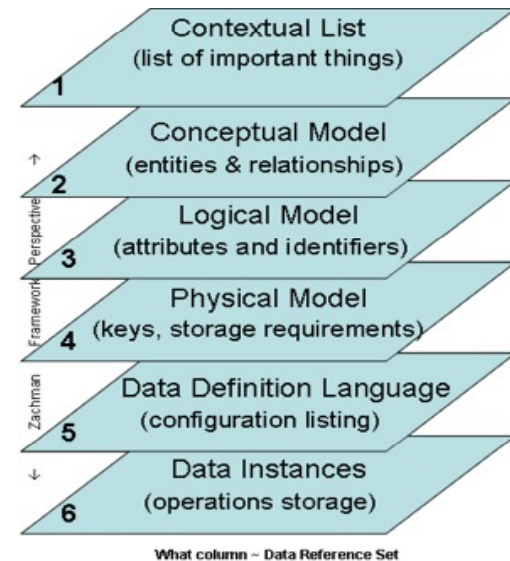 Contextual List
(list of important things)
1
Conceptual Model
(entities & relationships)
2
Logical Model
(attributes and identifiers)
3
Physical Model
(keys, storage requirements)
4
Data Definition Language
(configuration listing)
5
Data Instances
(operations storage)
6
← Zachman Framework Perspective →
What column ~ Data Reference Set